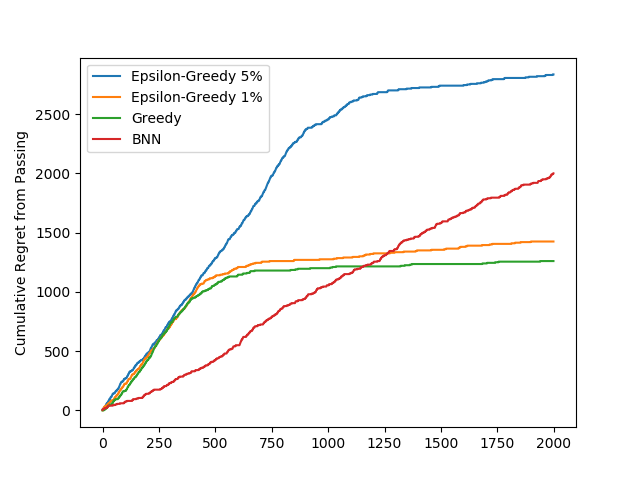 Epsilon-Greedy 5%
Epsilon-Greedy 1%
Greedy
BNN
Cumulative Regret from Passing
2500
2000
1500
1000
500
0
0 250 500 750 1000 1250 1500 1750 2000